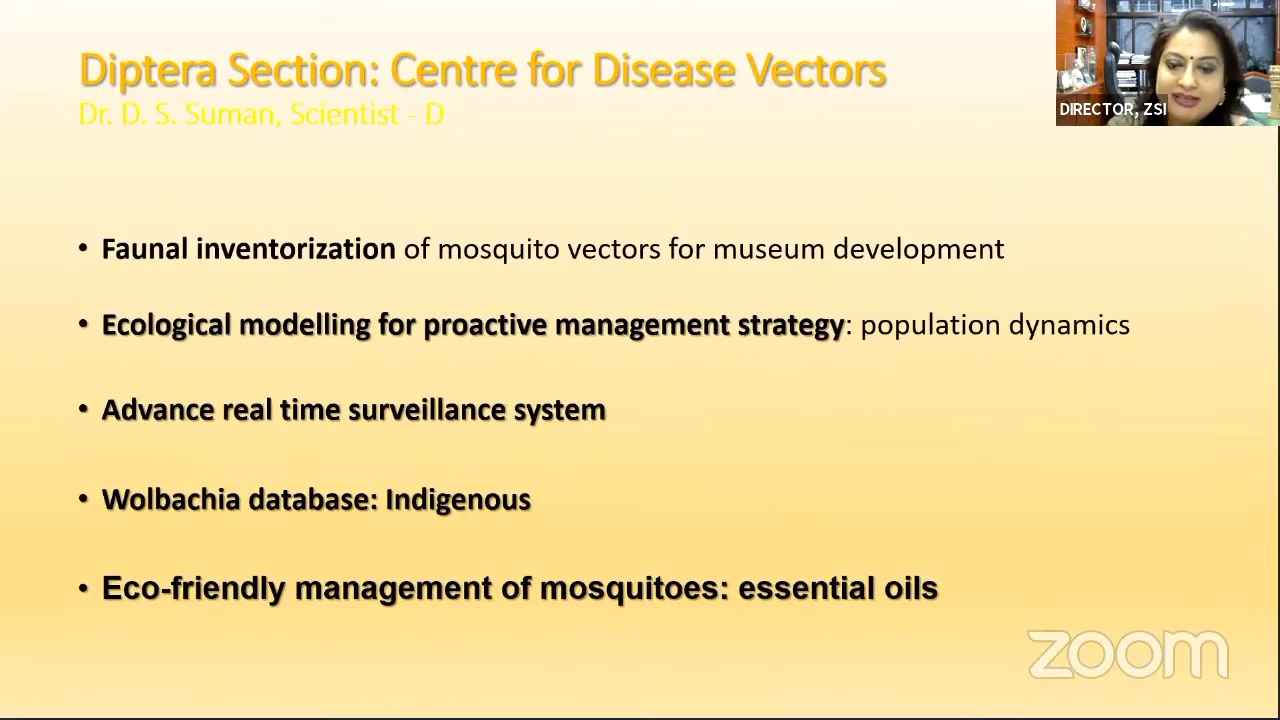 Diptera Section: Centre for Disease Vectors
Dr. D. S. Suman, Scientist - D
DIRECTOR, ZSI
• Faunal inventorization of mosquito vectors for museum development
• Ecological modelling for proactive management strategy: population dynamics
• Advance real time surveillance system
• Wolbachia database: Indigenous
• Eco-friendly management of mosquitoes: essential oils
zoom